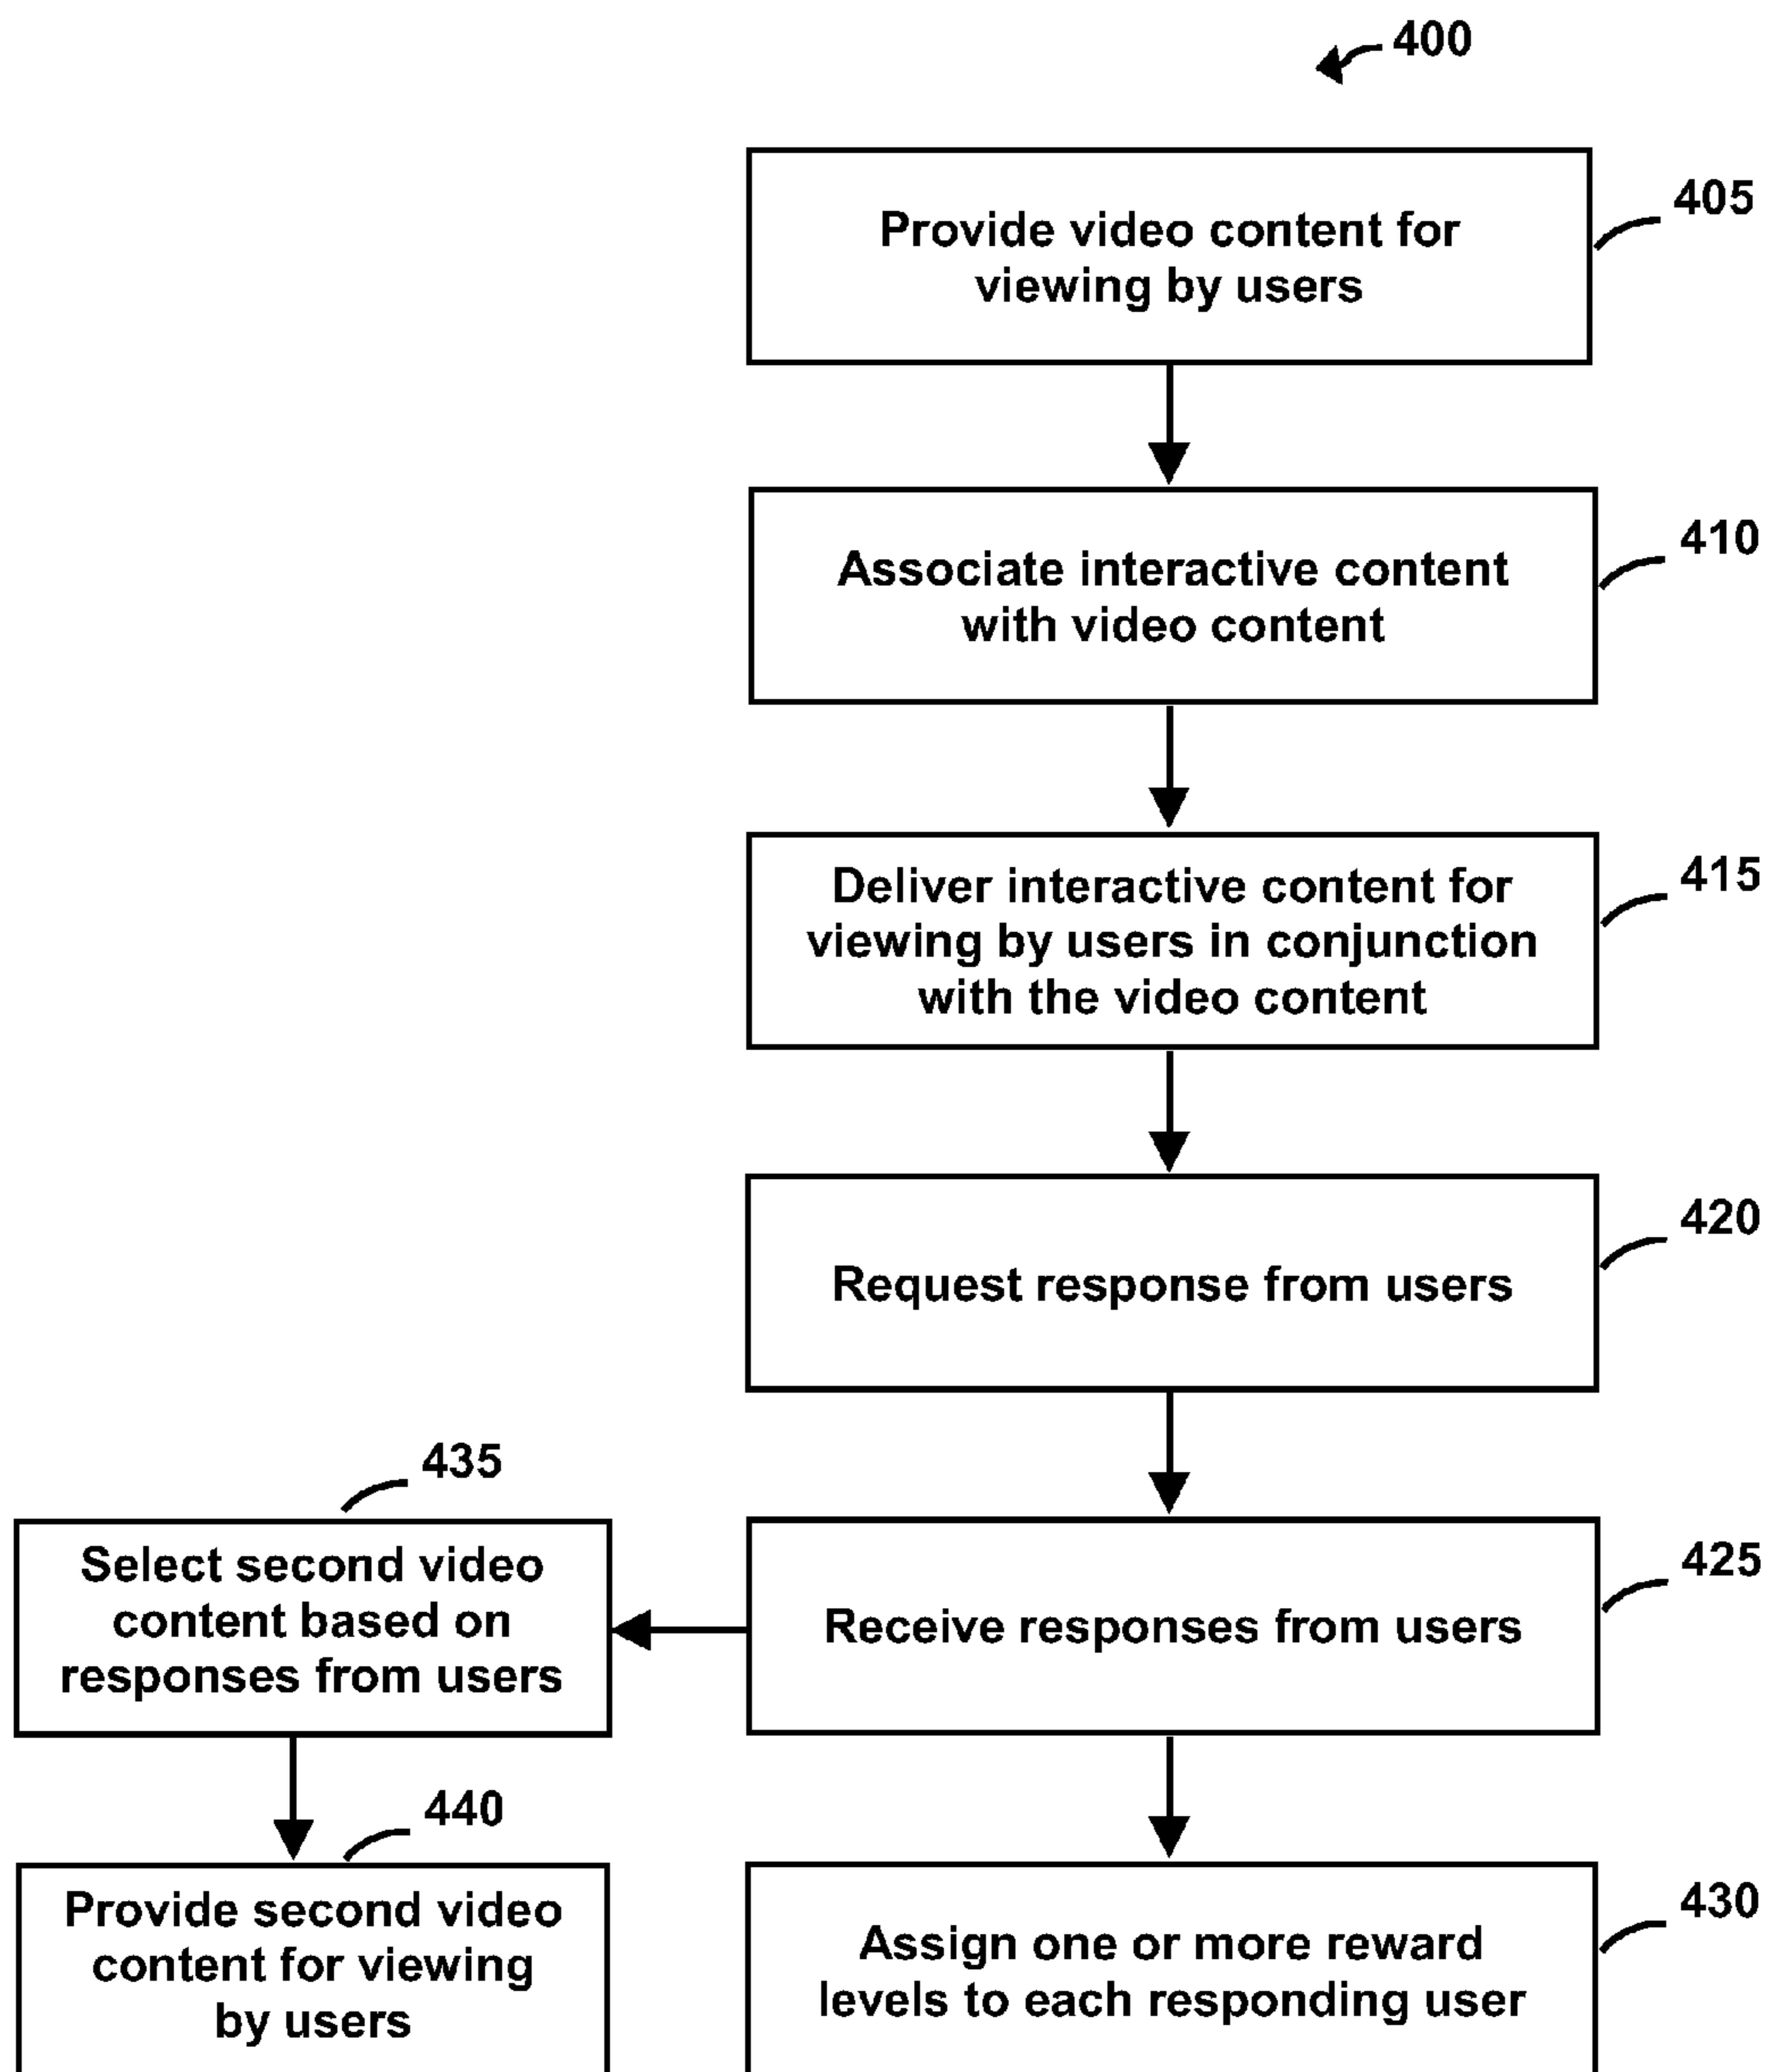 400
Provide video content for
viewing by users
405
Associate interactive content
with video content
410
Deliver interactive content for
viewing by users in conjunction
with the video content
415
Request response from users
420
Receive responses from users
425
435
Select second video
content based on
responses from users
440
Provide second video
content for viewing
by users
Assign one or more reward
levels to each responding user
430